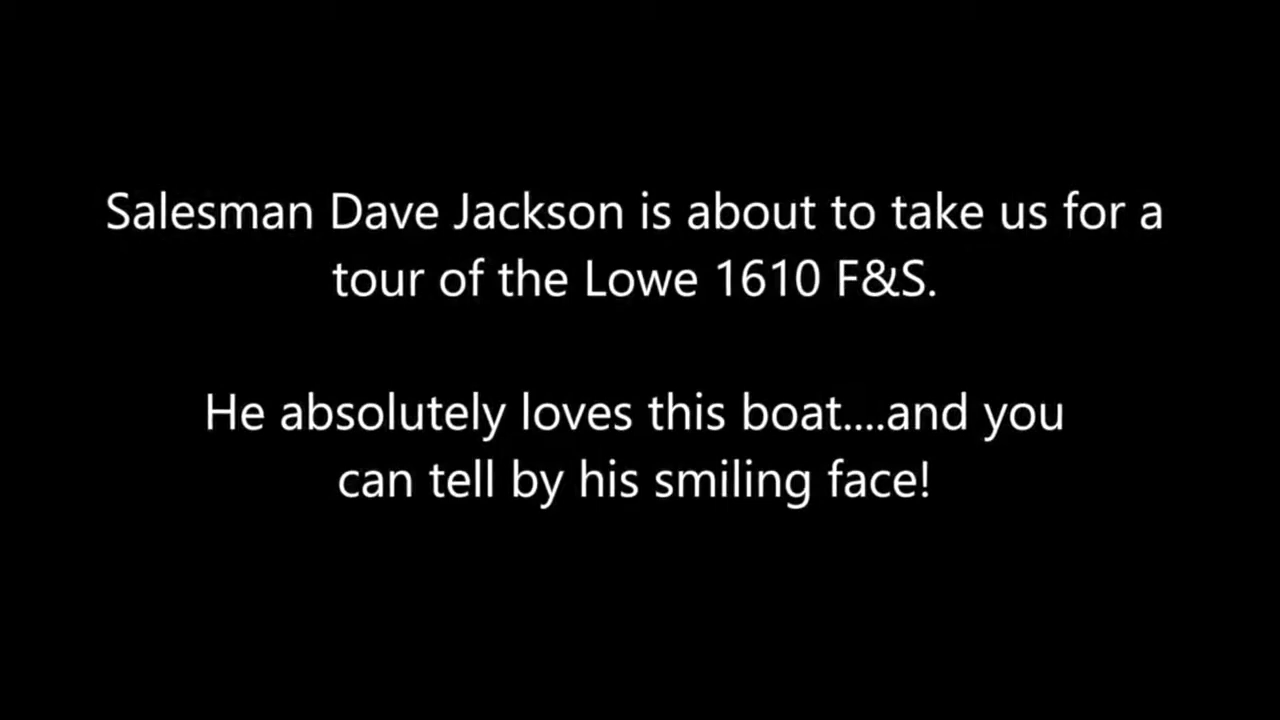 Salesman Dave Jackson is about to take us for a
tour of the Lowe 1610 F&S.
He absolutely loves this boat....and you
can tell by his smiling face!